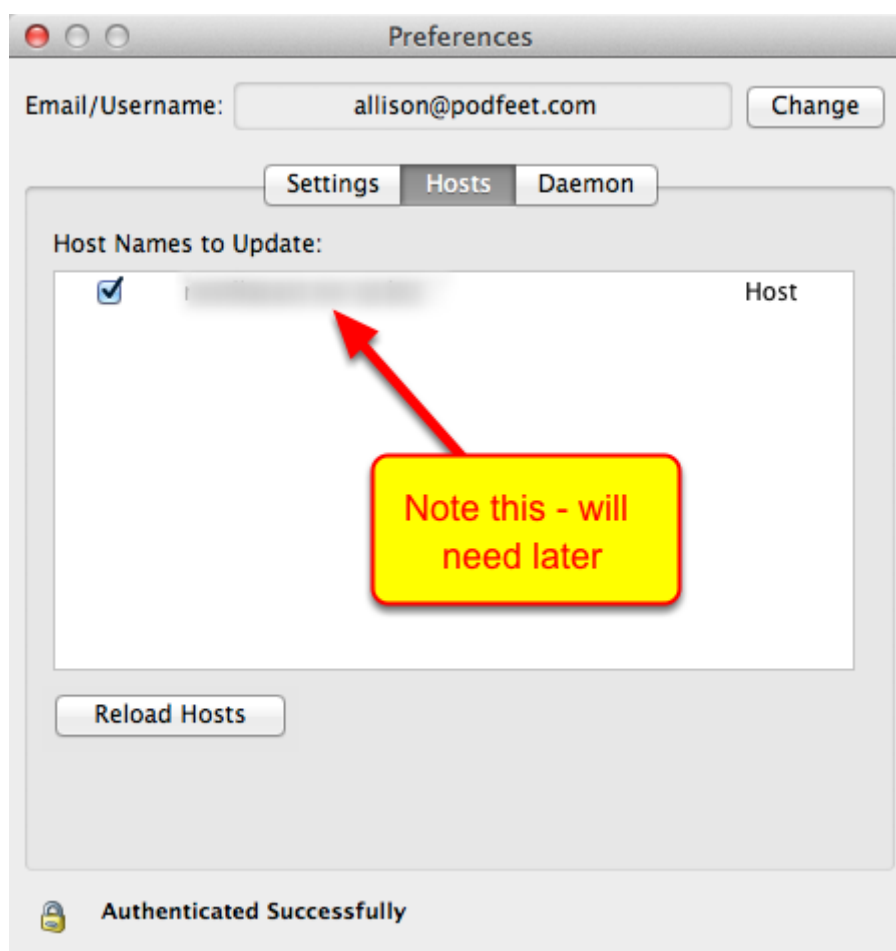 Preferences
Email/Username: allison@podfeet.com Change
Settings Hosts Daemon
Host Names to Update:
Host
Note this - will
need later
Reload Hosts
Authenticated Successfully